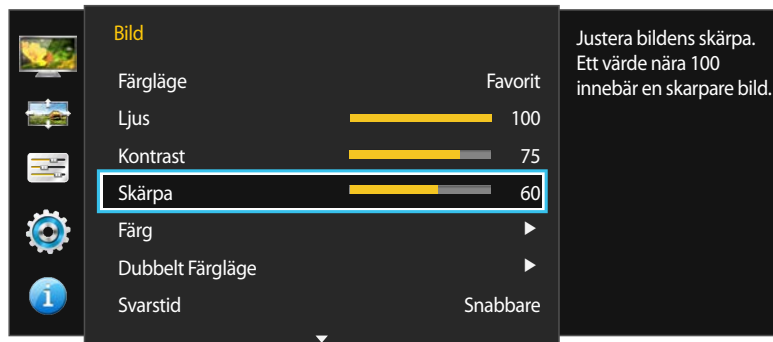 Bild
Färgläge Favorit
Ljus 100
Kontrast 75
Skärpa 60
Färg
Dubbelt Färgläge
Svarstid Snabbare
Justera bildens skärpa.
Ett värde nära 100
innebär en skarpare bild.